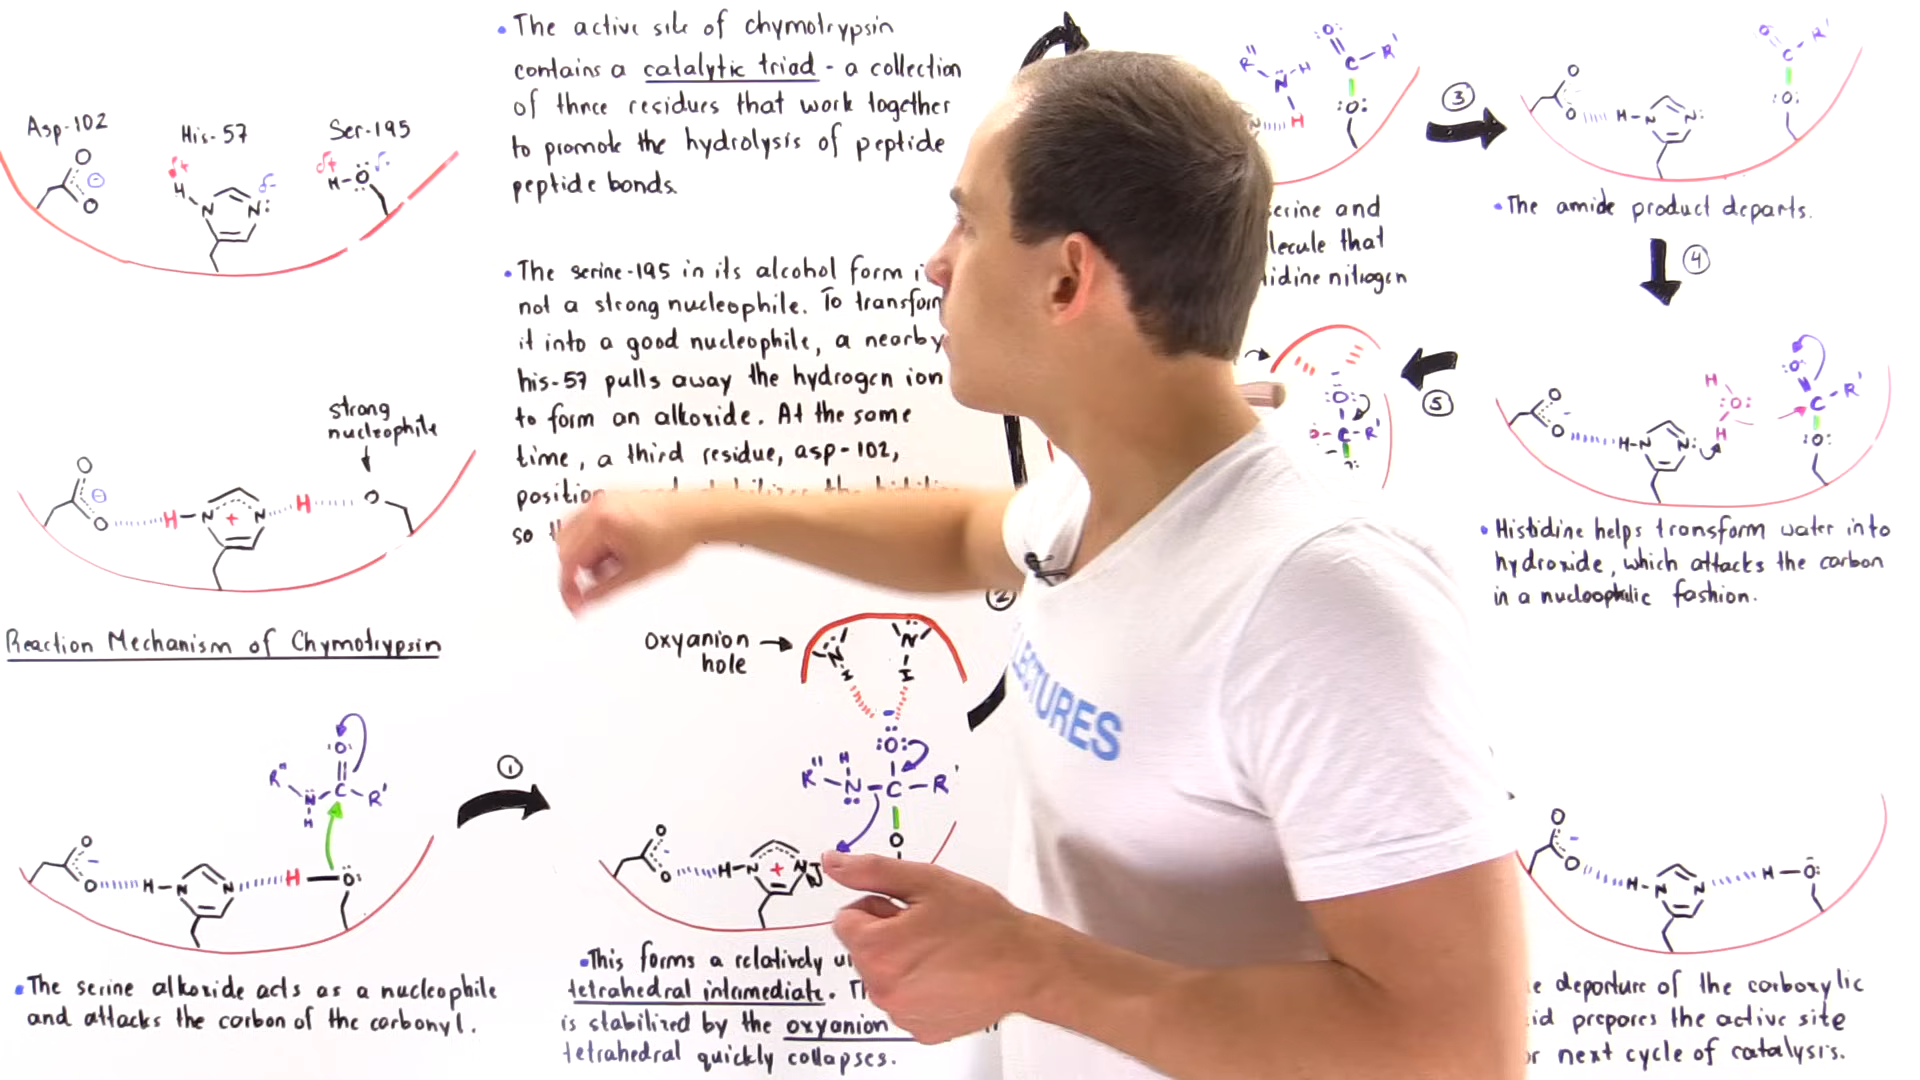 Asp-102
His-57
Ser-195
• The active site of chymotrypsin
contains a catalytic triad - a collection
of three residues that work together
to promote the hydrolysis of peptide
peptide bonds.
• The serine-195 in its alcohol form
not a strong nucleophile. To transform
it into a good nucleophile, a nearby
his-57 pulls away the hydrogen ion
to form an alkoxide. At the same
time, a third residue, asp-102,
so
strong
nucleophile
Reaction Mechanism of Chymotrypsin
①
• The serine alkoxide acts as a nucleophile
and attacks the carbon of the carbonyl.
oxyanion
hole
②
• This forms a relatively
tetrahedral intermediate.
is stabilized by the oxyanion
tetrahedral quickly collapses.
and
that
nitrogen
③
• The amide product departs.
④
⑤
• Histidine helps transform water into
hydroxide, which attacks the carbon
in a nucleophilic fashion.
departure of the carboxylic
prepares the active site
next cycle of catalysis.
LECTURES